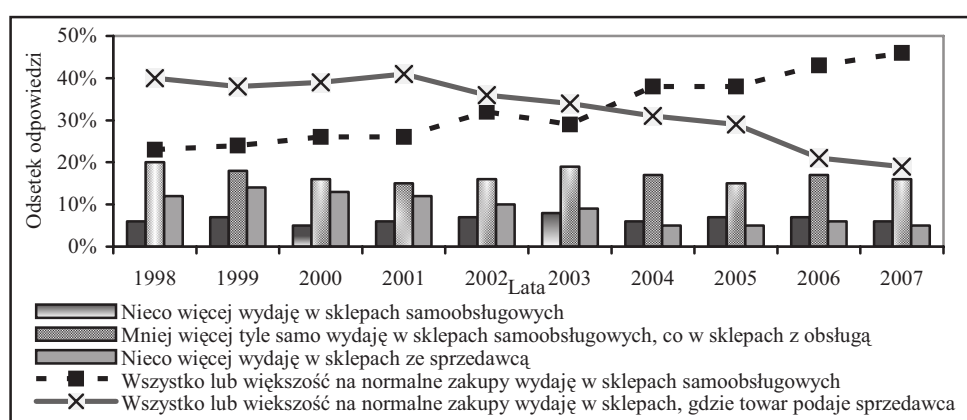 50%
40%
30%
20%
10%
0%
Odsetek odpowiedzi
1998 1999 2000 2001 2002 2003 2004 2005 2006 2007
Lata
Nieco więcej wydaję w sklepach samoobsługowych
Mniej więcej tyle samo wydaję w sklepach samoobsługowych, co w sklepach z obsługą
Nieco więcej wydaję w sklepach ze sprzedawcą
Wszystko lub większość na normalne zakupy wydaję w sklepach samoobsługowych
Wszystko lub wiekszość na normalne zakupy wydaję w sklepach, gdzie towar podaje sprzedawca